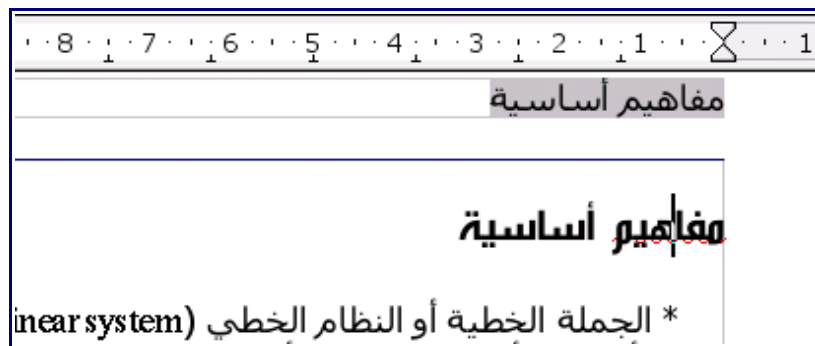 8 7 6 5 4 3 2 1 1
مفاهيم أساسية
مفاهيم أساسية
* الجملة الخطية أو النظام الخطي (inear system